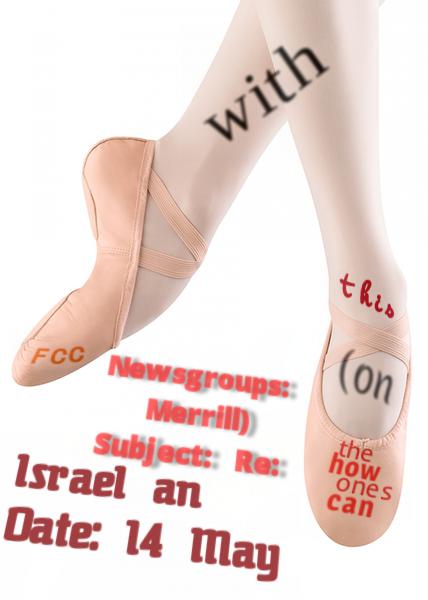 with
this
(on
FCC
Newsgroups:
Merrill)
Subject: Re:
the
how
ones
can
Israel an
Date: 14 May